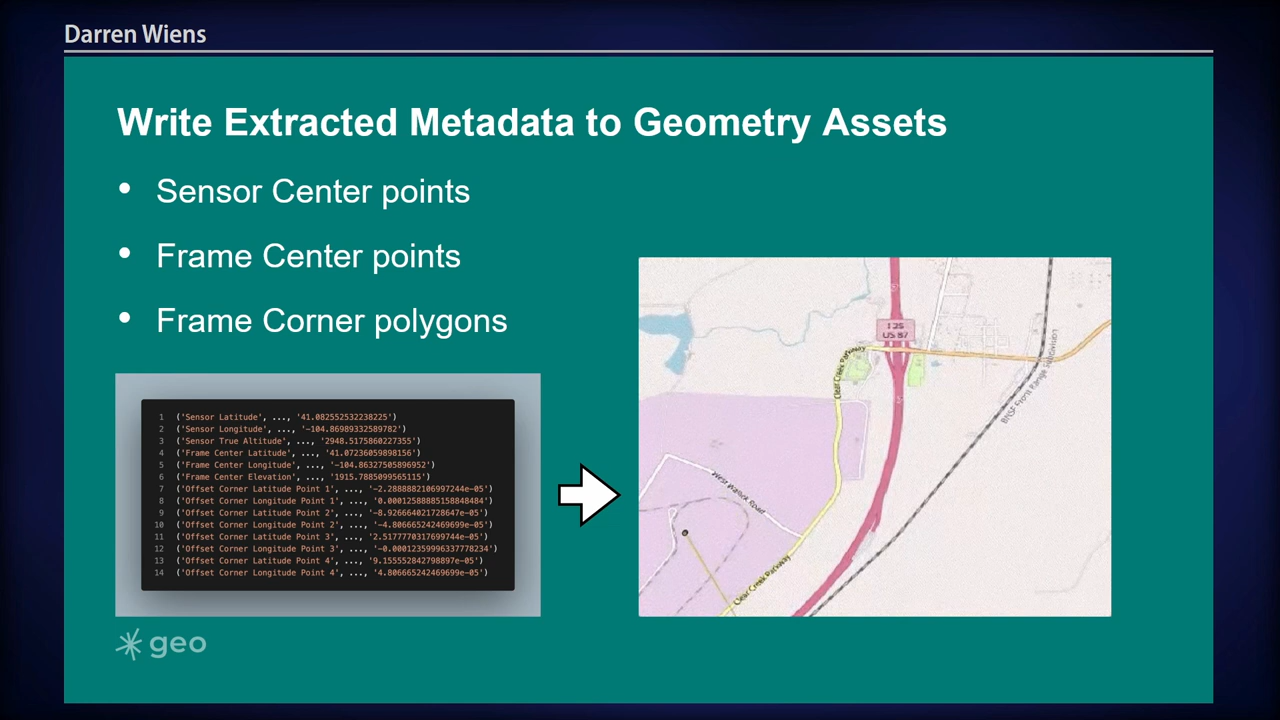 Darren Wiens
Write Extracted Metadata to Geometry Assets
• Sensor Center points
• Frame Center points
• Frame Corner polygons
1 ('Sensor Latitude', ..., '41.082552532238225')
2 ('Sensor Longitude', ..., '-104.86989332589782')
3 ('Sensor True Altitude', ..., '2948.5175860227355')
4 ('Frame Center Latitude', ..., '41.07236059898156')
5 ('Frame Center Longitude', ..., '-104.86327505896952')
6 ('Frame Center Elevation', ..., '1915.7885099565115')
7 ('Offset Corner Latitude Point 1', ..., '-2.2888882106997244e-05')
8 ('Offset Corner Longitude Point 1', ..., '0.00012588885158848484')
9 ('Offset Corner Latitude Point 2', ..., '-8.926664021728647e-05')
10 ('Offset Corner Longitude Point 2', ..., '-4.806665242469699e-05')
11 ('Offset Corner Latitude Point 3', ..., '2.5177770317699744e-05')
12 ('Offset Corner Longitude Point 3', ..., '-0.00012359996337778234')
13 ('Offset Corner Latitude Point 4', ..., '9.155552842798897e-05')
14 ('Offset Corner Longitude Point 4', ..., '4.806665242469699e-05')
I 25
US 87
Clear Creek Parkway
BNSF Front Range Subdivision
West Wallick Road
Clear Creek Parkway
geo